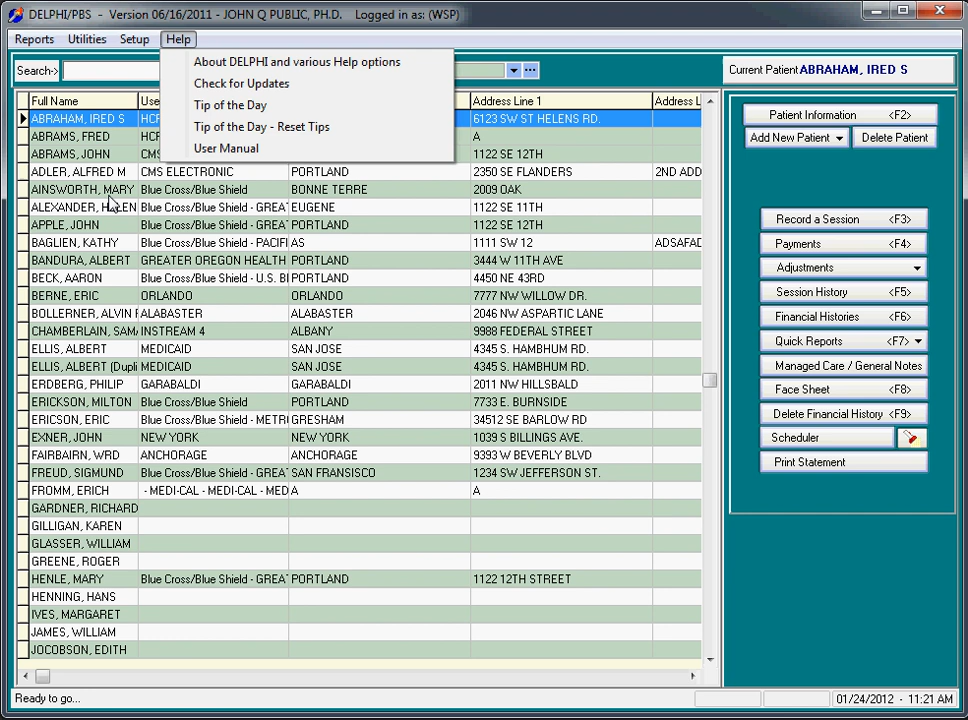 DELPHI/PBS - Version 06/16/2011 - JOHN Q PUBLIC, PH.D. Logged in as: (WSP)
Reports Utilities Setup Help
About DELPHI and various Help options
Check for Updates
Tip of the Day
Tip of the Day - Reset Tips
User Manual
Search->
Current Patient ABRAHAM, IRED S
Full Name Use Address Line 1 Address L
ABRAHAM, IRED S HCF 6123 SW ST HELENS RD.
ABRAMS, FRED HCF A
ABRAMS, JOHN CMS 1122 SE 12TH
ADLER, ALFRED M CMS ELECTRONIC PORTLAND 2350 SE FLANDERS 2ND ADD
AINSWORTH, MARY Blue Cross/Blue Shield BONNE TERRE 2009 OAK
ALEXANDER, HELEN Blue Cross/Blue Shield - GREAT EUGENE 1122 SE 11TH
APPLE, JOHN Blue Cross/Blue Shield - GREAT PORTLAND 1122 SE 12TH
BAGLIEN, KATHY Blue Cross/Blue Shield - PACIFI AS 1111 SW 12 ADSAFAD
BANDURA, ALBERT GREATER OREGON HEALTH PORTLAND 3444 W 11TH AVE
BECK, AARON Blue Cross/Blue Shield - U.S. BI PORTLAND 4450 NE 43RD
BERNE, ERIC ORLANDO ORLANDO 7777 NW WILLOW DR.
BOLLERNER, ALVIN F ALABASTER ALABASTER 2046 NW ASPARTIC LANE
CHAMBERLAIN, SAMA INSTREAM 4 ALBANY 9988 FEDERAL STREET
ELLIS, ALBERT MEDICAID SAN JOSE 4345 S. HAMBHUM RD.
ELLIS, ALBERT (Dupli MEDICAID SAN JOSE 4345 S. HAMBHUM RD.
ERDBERG, PHILIP GARABALDI GARABALDI 2011 NW HILLSBALD
ERICKSON, MILTON Blue Cross/Blue Shield PORTLAND 7733 E. BURNSIDE
ERICSON, ERIC Blue Cross/Blue Shield - METRI GRESHAM 34512 SE BARLOW RD
EXNER, JOHN NEW YORK NEW YORK 1039 S BILLINGS AVE.
FAIRBAIRN, WRD ANCHORAGE ANCHORAGE 9393 W BEVERLY BLVD
FREUD, SIGMUND Blue Cross/Blue Shield - GREAT SAN FRANSISCO 1234 SW JEFFERSON ST.
FROMM, ERICH - MEDI-CAL - MEDI-CAL - MED A A
GARDNER, RICHARD
GILLIGAN, KAREN
GLASSER, WILLIAM
GREENE, ROGER
HENLE, MARY Blue Cross/Blue Shield - GREAT PORTLAND 1122 12TH STREET
HENNING, HANS
IVES, MARGARET
JAMES, WILLIAM
JOCOBSON, EDITH
Patient Information <F2>
Add New Patient Delete Patient
Record a Session <F3>
Payments <F4>
Adjustments
Session History <F5>
Financial Histories <F6>
Quick Reports <F7>
Managed Care / General Notes
Face Sheet <F8>
Delete Financial History <F9>
Scheduler
Print Statement
Ready to go... 01/24/2012 - 11:21 AM